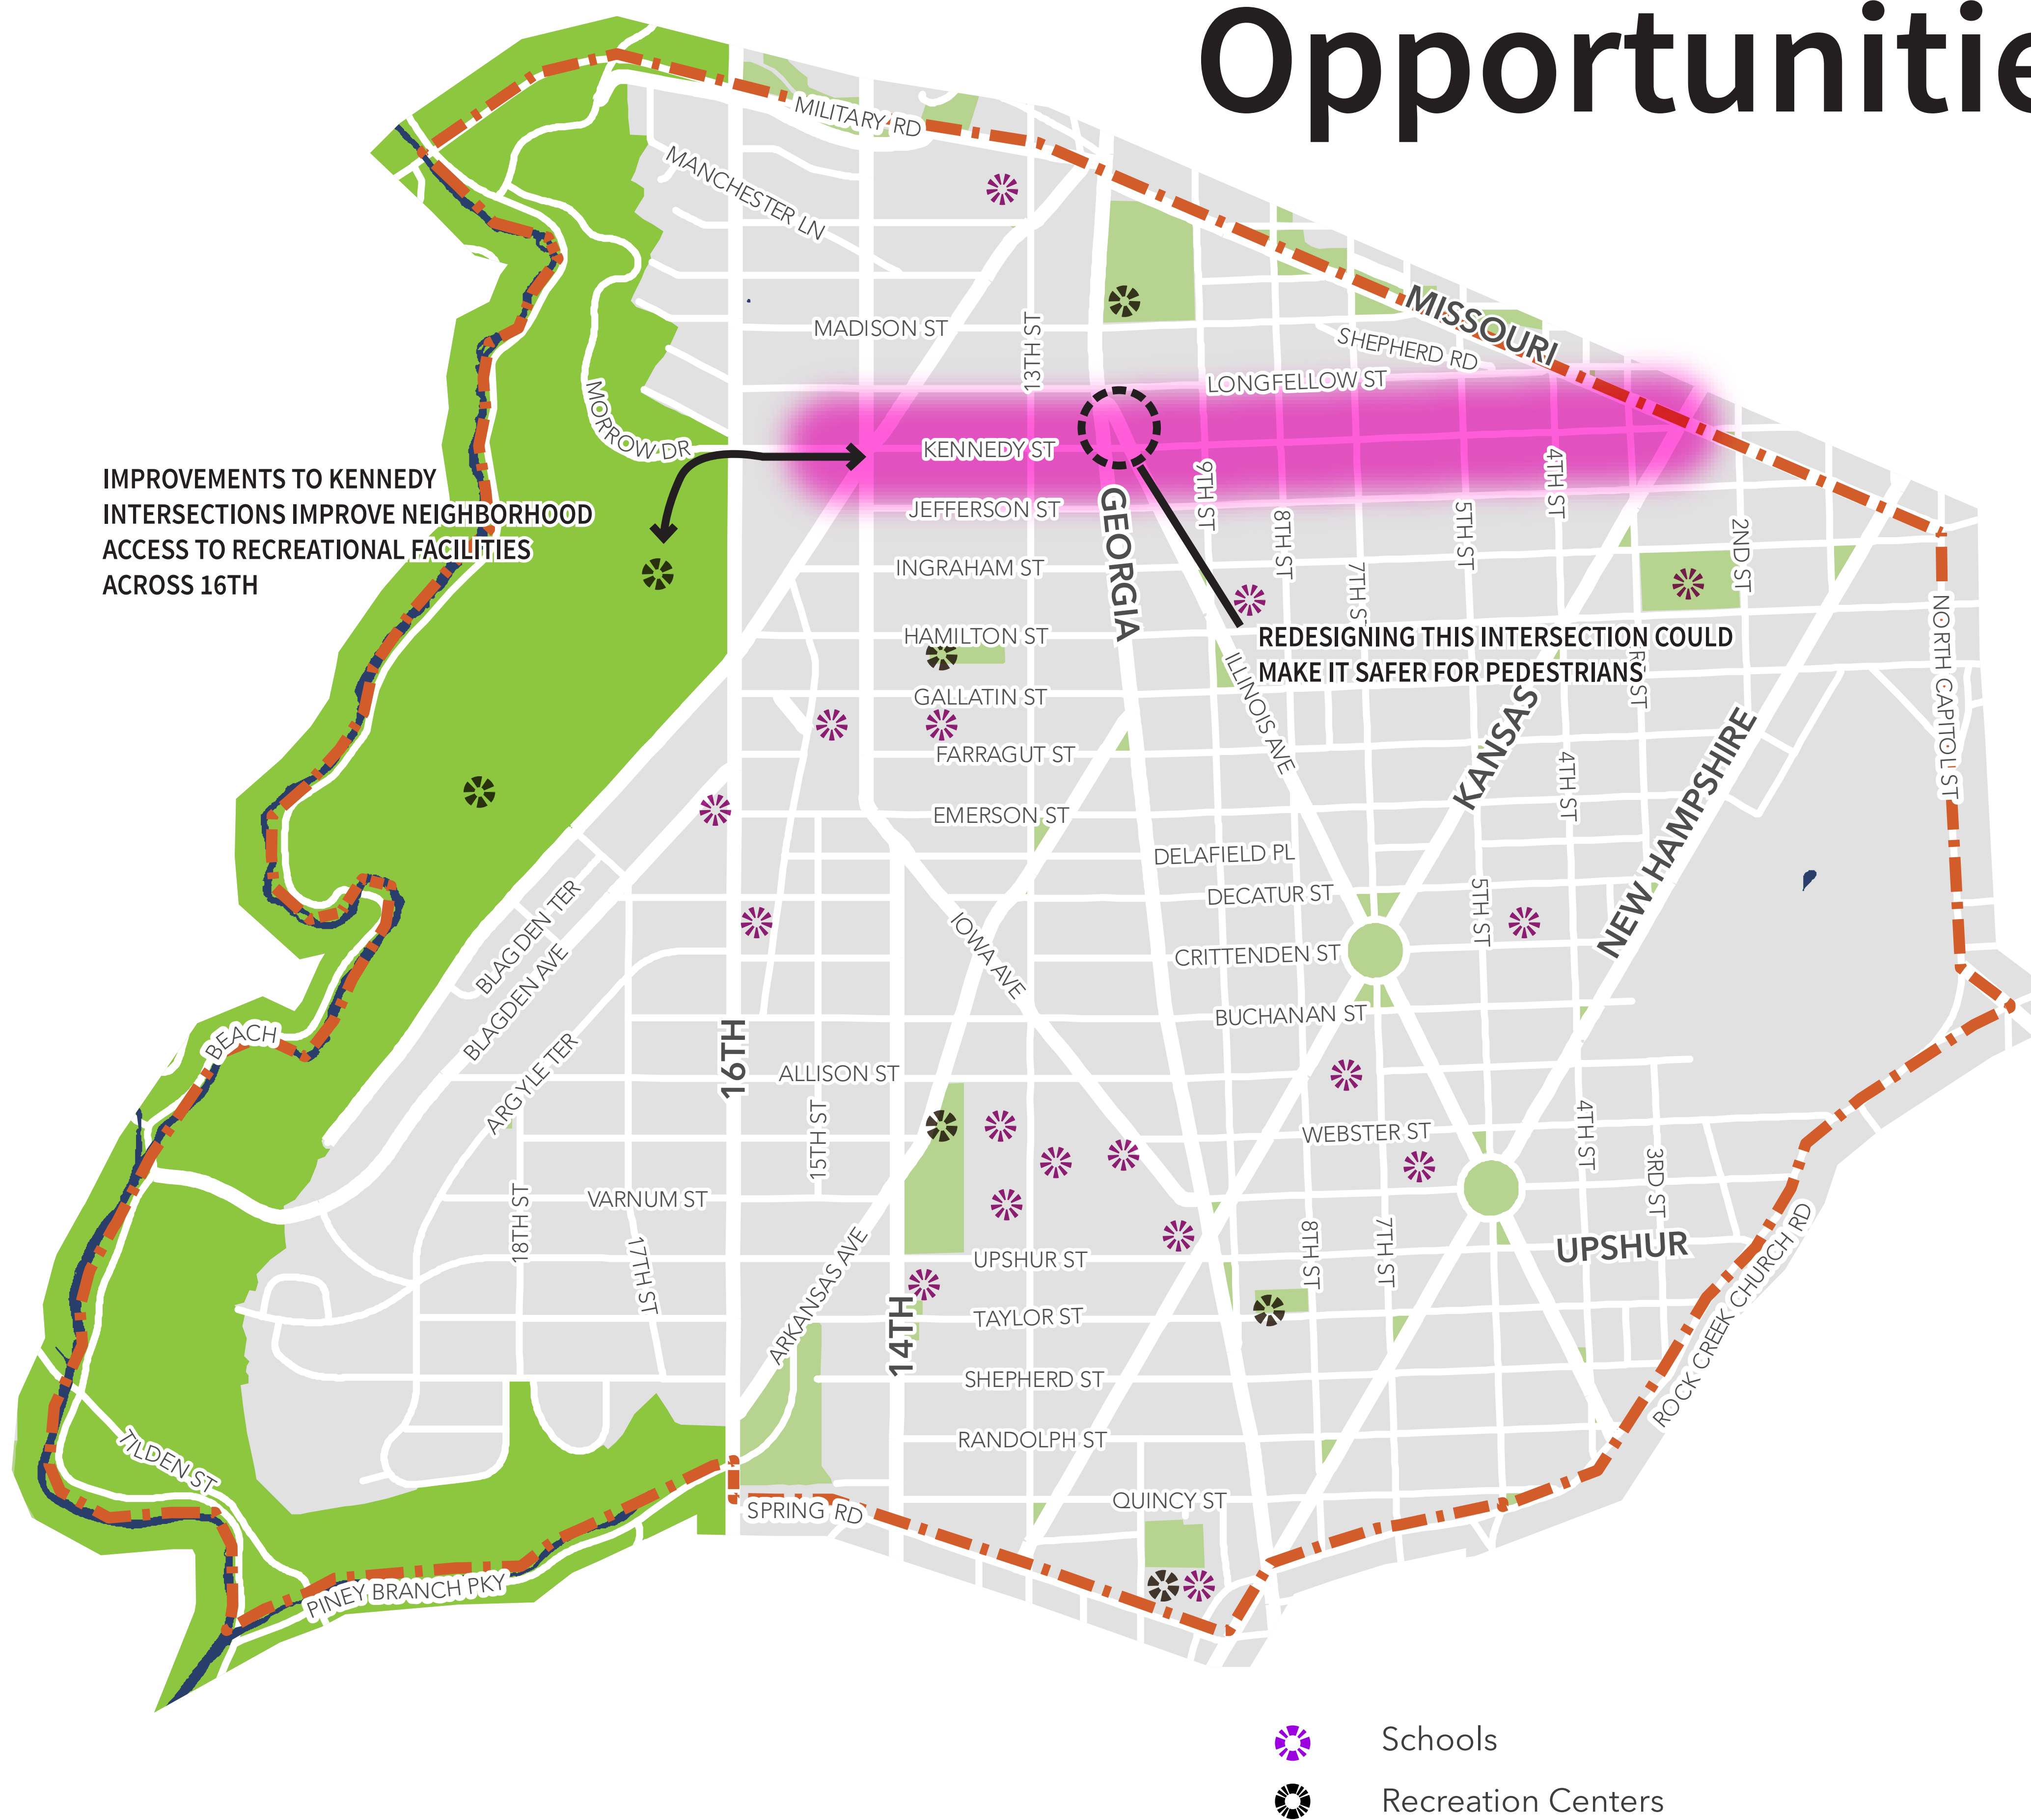 Opportunitie
MILITARY RD
MANCHESTER LN
MISSOURI
MADISON ST
13TH ST
SHEPHERD RD
LONGFELLOW ST
MORROW DR
KENNEDY ST
IMPROVEMENTS TO KENNEDY
INTERSECTIONS IMPROVE NEIGHBORHOOD
ACCESS TO RECREATIONAL FACILITIES
ACROSS 16TH
JEFFERSON ST
GEORGIA
9TH ST
8TH ST
7TH ST
5TH ST
4TH ST
2ND ST
INGRAHAM ST
HAMILTON ST
REDESIGNING THIS INTERSECTION COULD
MAKE IT SAFER FOR PEDESTRIANS
NORTH CAPITOL ST
GALLATIN ST
ILLINOIS AVE
KANSAS
NEW HAMPSHIRE
FARRAGUT ST
4TH ST
EMERSON ST
DELAFIELD PL
DECATUR ST
5TH ST
BLAGDEN TER
BLAGDEN AVE
IOWA AVE
CRITTENDEN ST
BUCHANAN ST
BEACH
ARGYLE TER
16TH
ALLISON ST
15TH ST
WEBSTER ST
4TH ST
3RD ST
18TH ST
VARNUM ST
17TH ST
UPSHUR ST
8TH ST
7TH ST
UPSHUR
ARKANSAS AVE
14TH
TAYLOR ST
ROCK CREEK CHURCH RD
SHEPHERD ST
TILDEN ST
RANDOLPH ST
SPRING RD
QUINCY ST
PINEY BRANCH PKY
Schools
Recreation Centers